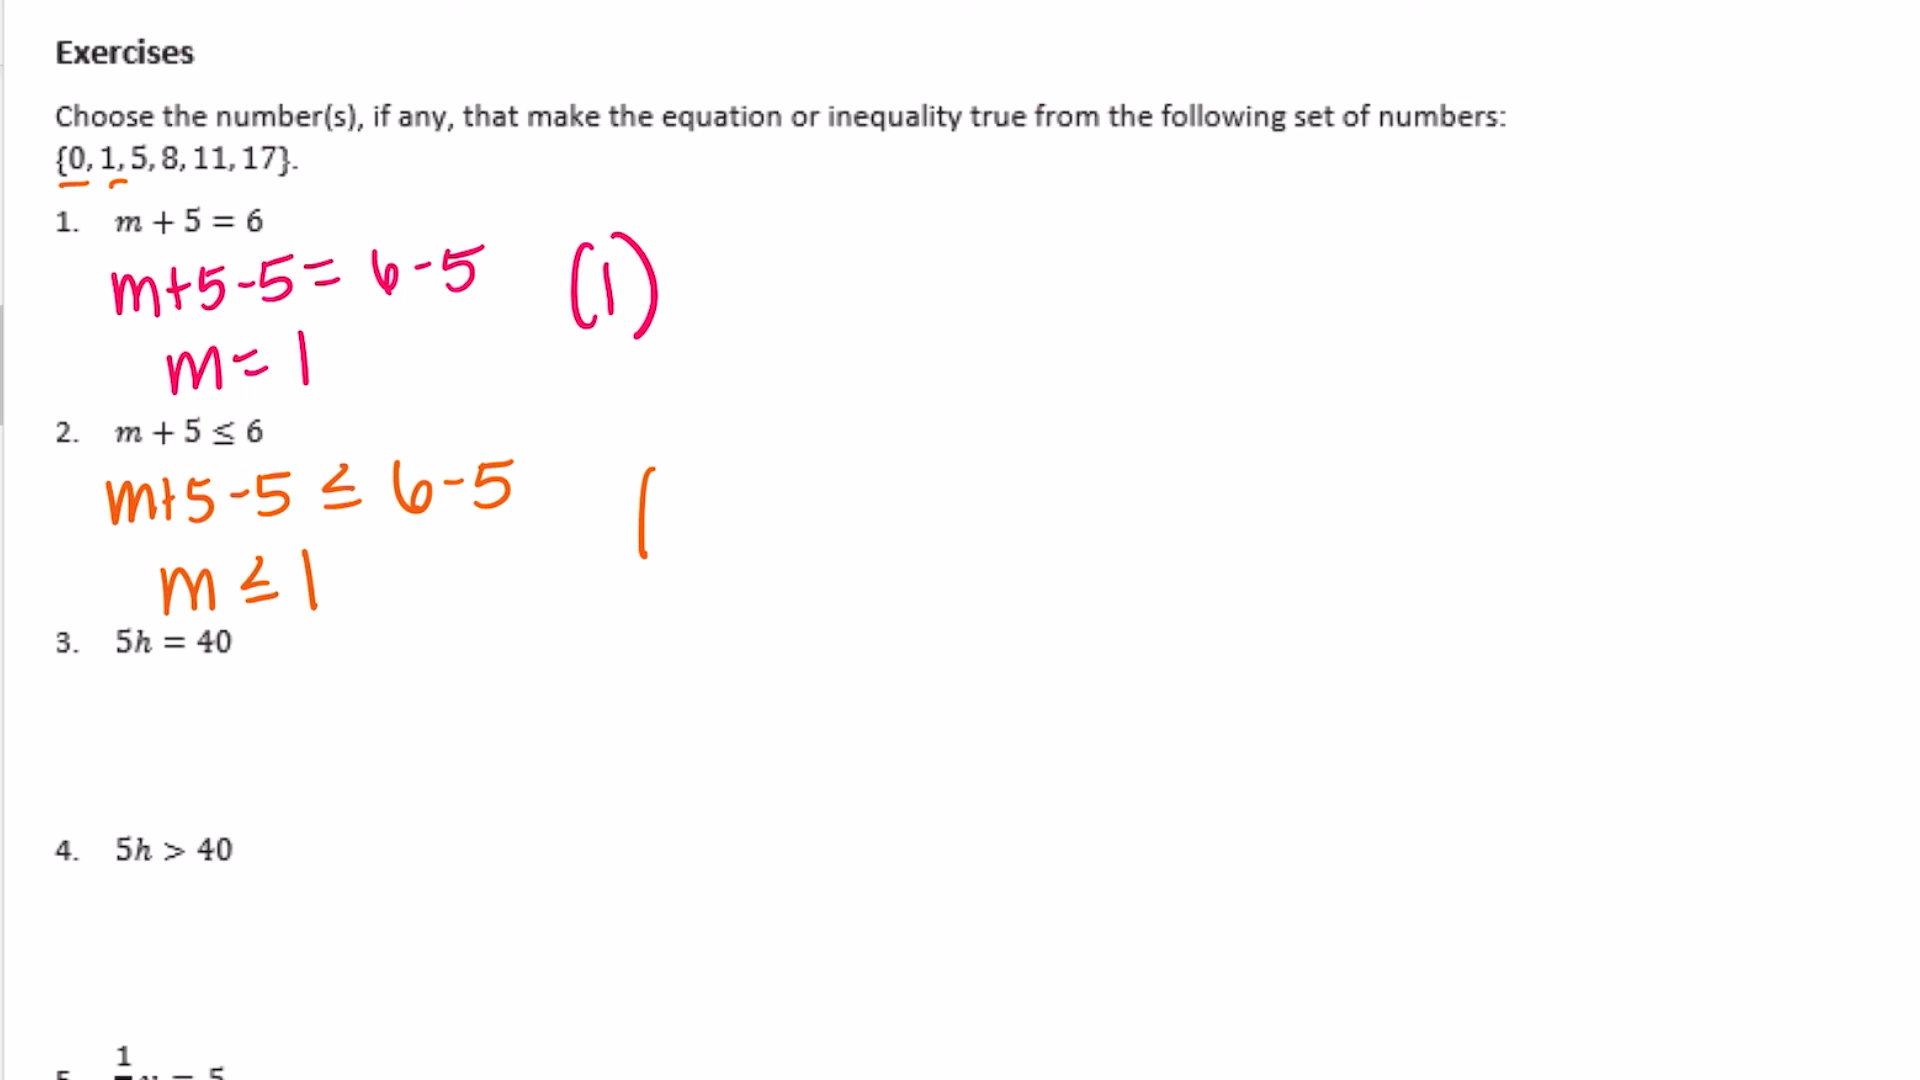 Exercises
Choose the number(s), if any, that make the equation or inequality true from the following set of numbers:
{0, 1, 5, 8, 11, 17}.
1. m + 5 = 6
m+5-5= 6-5 (1)
m= 1
2. m + 5 ≤ 6
m+5-5 ≤ 6-5 (
m ≤ 1
3. 5h = 40
4. 5h > 40
1
= 5